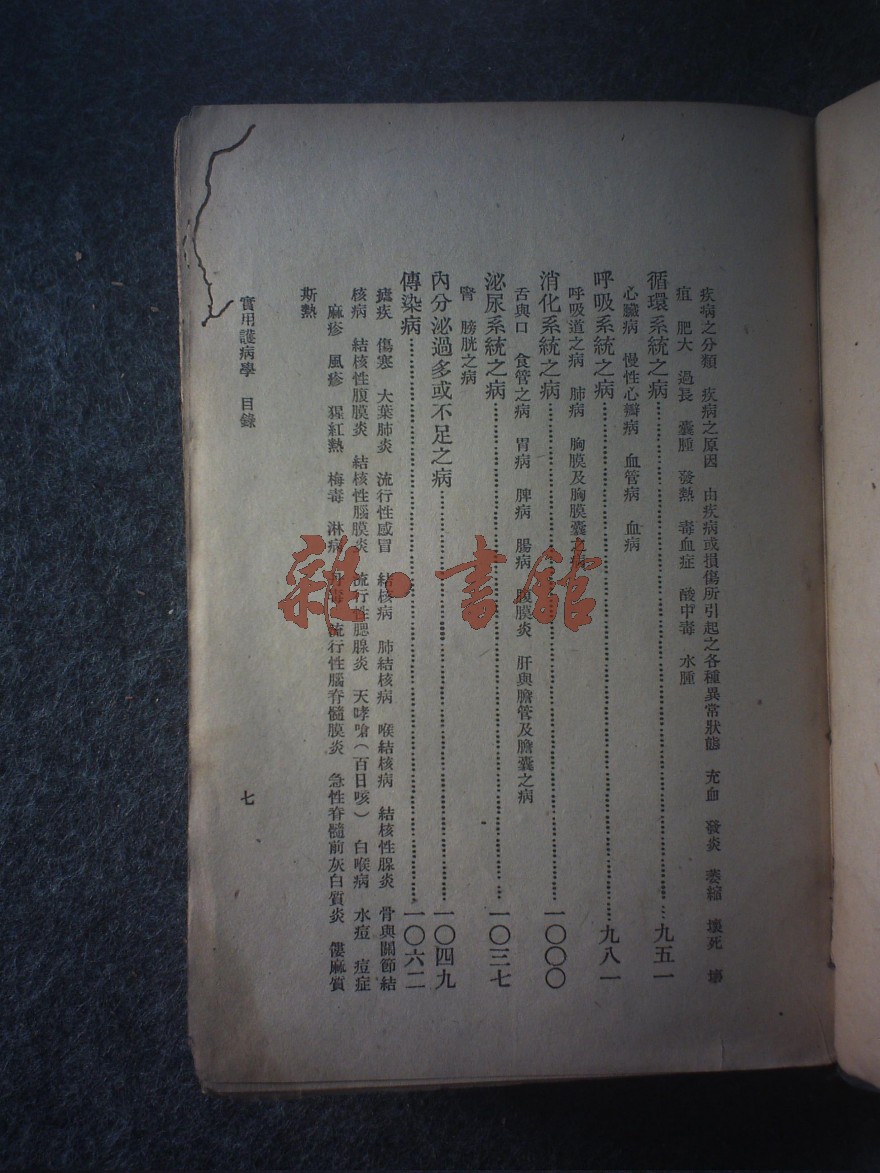 疾病之分類　疾病之原因　由疾病或損傷所引起之各種異常狀態　充血　發炎　萎縮　壞死　壞
疽　肥大　過長　囊腫　發熱　毒血症　酸中毒　水腫
循環系統之病……九五一
心臟病　慢性心瓣病　血管病　血病
呼吸系統之病……九八一
呼吸道之病　肺病　胸膜及胸膜囊之病
消化系統之病……一〇〇〇
舌與口　食管之病　胃病　脾病　腸病　腹膜炎　肝與膽管及膽囊之病
泌尿系統之病……一〇三七
腎　膀胱之病
內分泌過多或不足之病……一〇四九
傳染病……一〇六二
瘧疾　傷寒　大葉肺炎　流行性感冒　結核病　肺結核病　喉結核病　結核性腺炎　骨與關節結
核病　結核性腹膜炎　結核性腦膜炎　流行性腮腺炎　天哮嗆（百日咳）　白喉病　水痘　痘症
麻疹　風疹　猩紅熱　梅毒　淋病　丹毒　流行性腦脊髓膜炎　急性脊髓前灰白質炎　僂麻質
斯熱
實用護病學　目錄
七
雜·書館